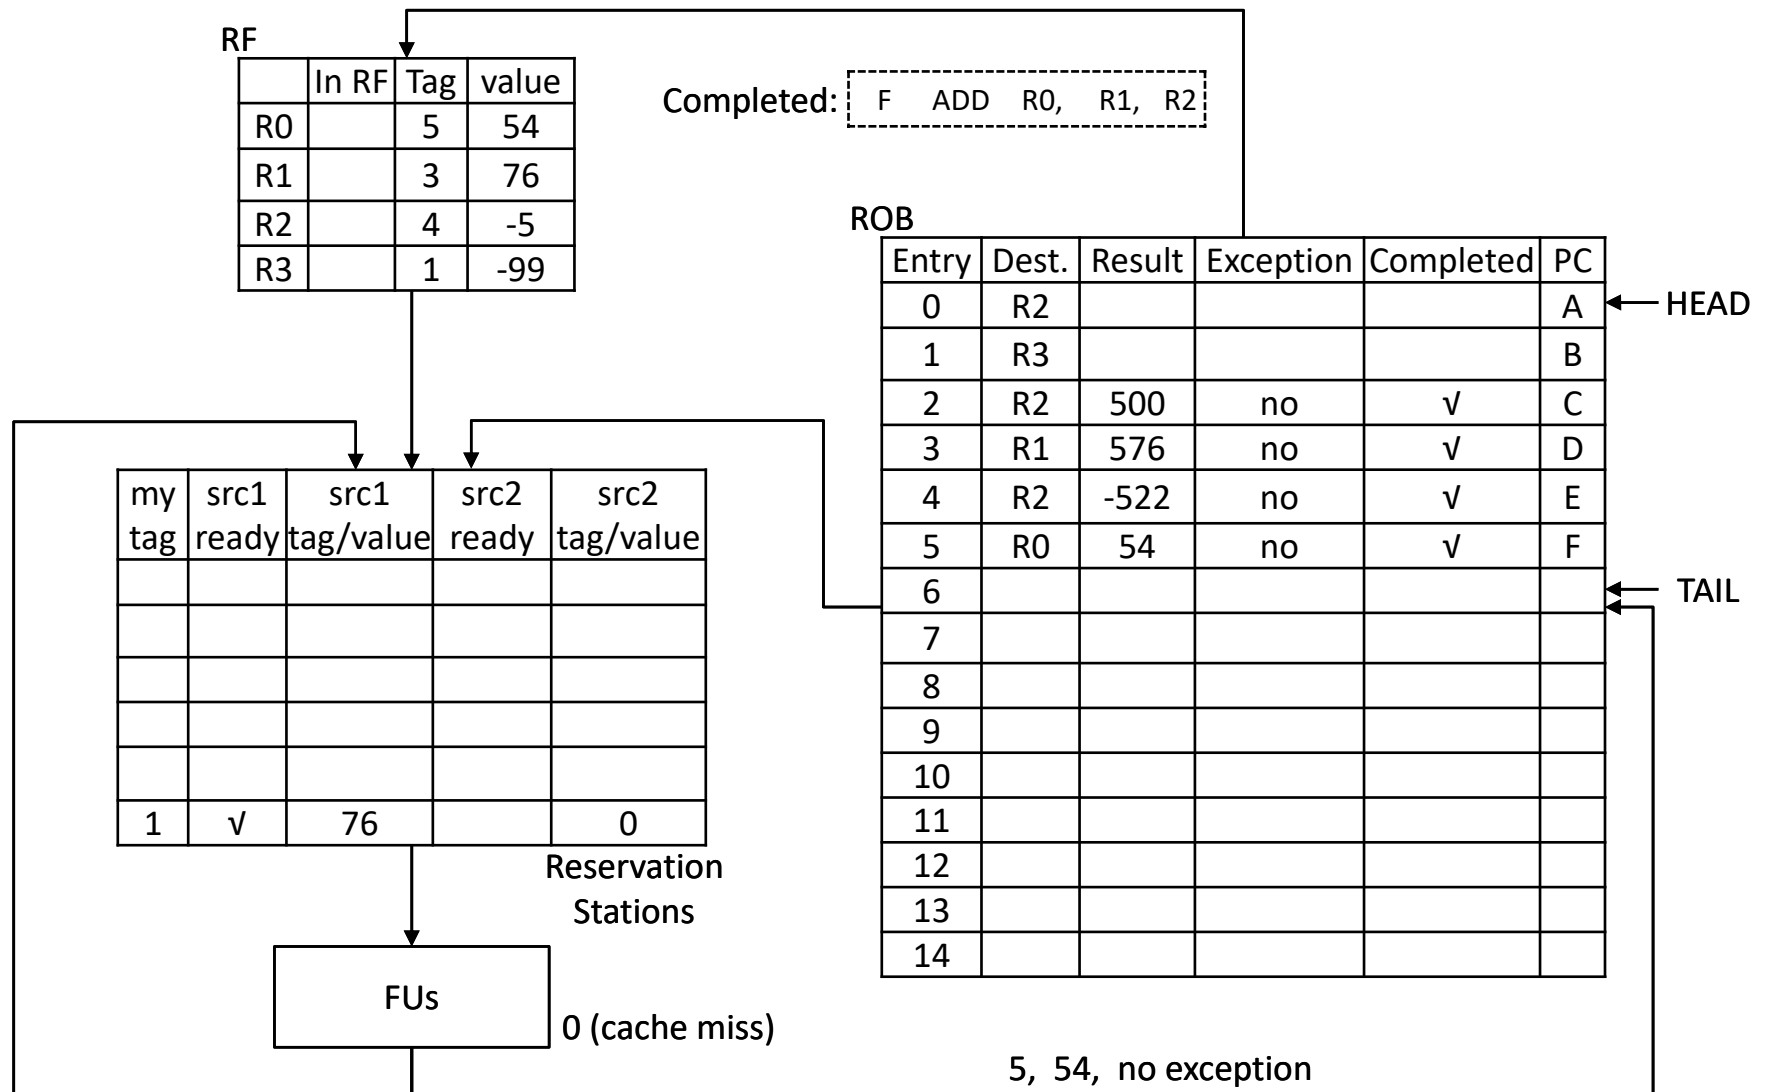 RF
In RF Tag value
R0 5 54
R1 3 76
R2 4 -5
R3 1 -99
Completed: F ADD R0, R1, R2
ROB
Entry Dest. Result Exception Completed PC
0 R2 A
HEAD
1 R3 B
2 R2 500 no √ C
3 R1 576 no √ D
4 R2 -522 no √ E
5 R0 54 no √ F
6
TAIL
7
8
9
10
11
12
13
14
my src1 src1 src2 src2
tag ready tag/value ready tag/value
1 √ 76 0
Reservation
Stations
FUs
0 (cache miss)
5, 54, no exception